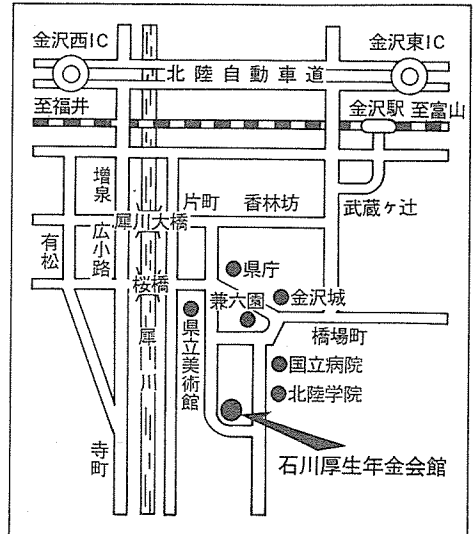 金沢西IC
金沢東IC
北陸自動車道
至福井
金沢駅
至富山
増泉
片町
香林坊
武蔵ヶ辻
犀川大橋
有松
広小路
県庁
桜橋
兼六園
金沢城
橋場町
県立美術館
犀川
国立病院
北陸学院
寺町
石川厚生年金会館